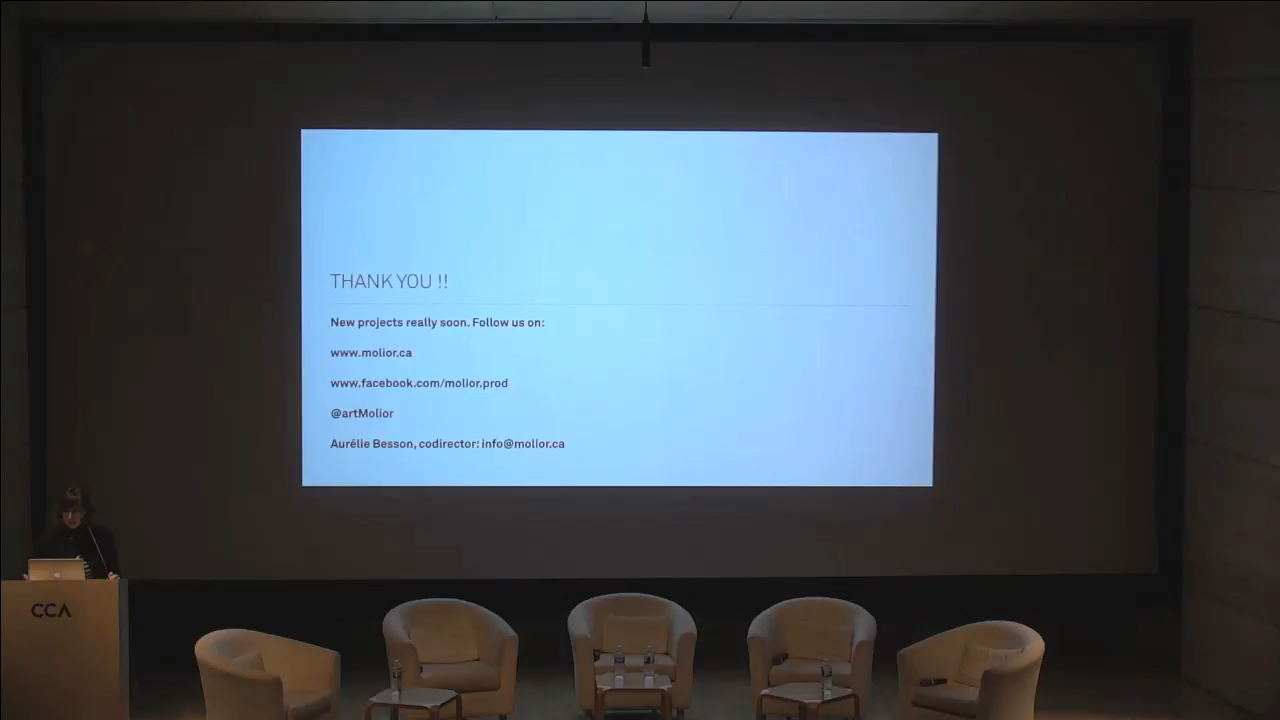 THANK YOU !!
New projects really soon. Follow us on:
www.molior.ca
www.facebook.com/molior.prod
@artMolior
Aurélie Besson, codirector: info@molior.ca
CCA